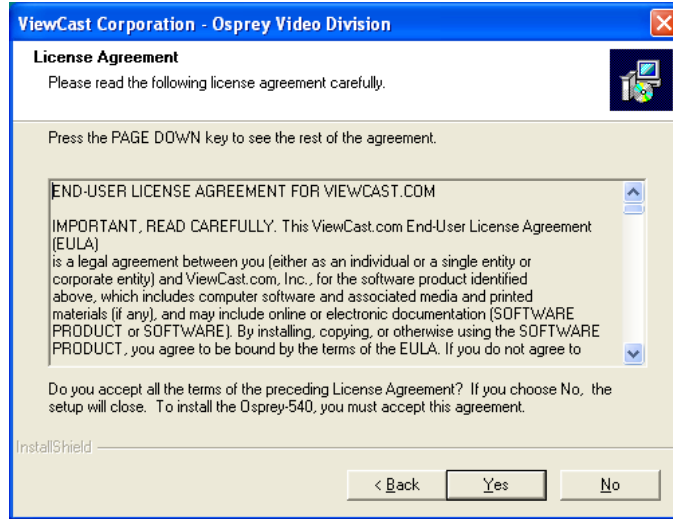 ViewCast Corporation - Osprey Video Division
License Agreement
Please read the following license agreement carefully.
Press the PAGE DOWN key to see the rest of the agreement.
END-USER LICENSE AGREEMENT FOR VIEWCAST.COM
IMPORTANT, READ CAREFULLY. This ViewCast.com End-User License Agreement
(EULA)
is a legal agreement between you (either as an individual or a single entity or
corporate entity) and ViewCast.com, Inc., for the software product identified
above, which includes computer software and associated media and printed
materials (if any), and may include online or electronic documentation (SOFTWARE
PRODUCT or SOFTWARE). By installing, copying, or otherwise using the SOFTWARE
PRODUCT, you agree to be bound by the terms of the EULA. If you do not agree to
Do you accept all the terms of the preceding License Agreement? If you choose No, the
setup will close. To install the Osprey-540, you must accept this agreement.
InstallShield
< Back
Yes
No